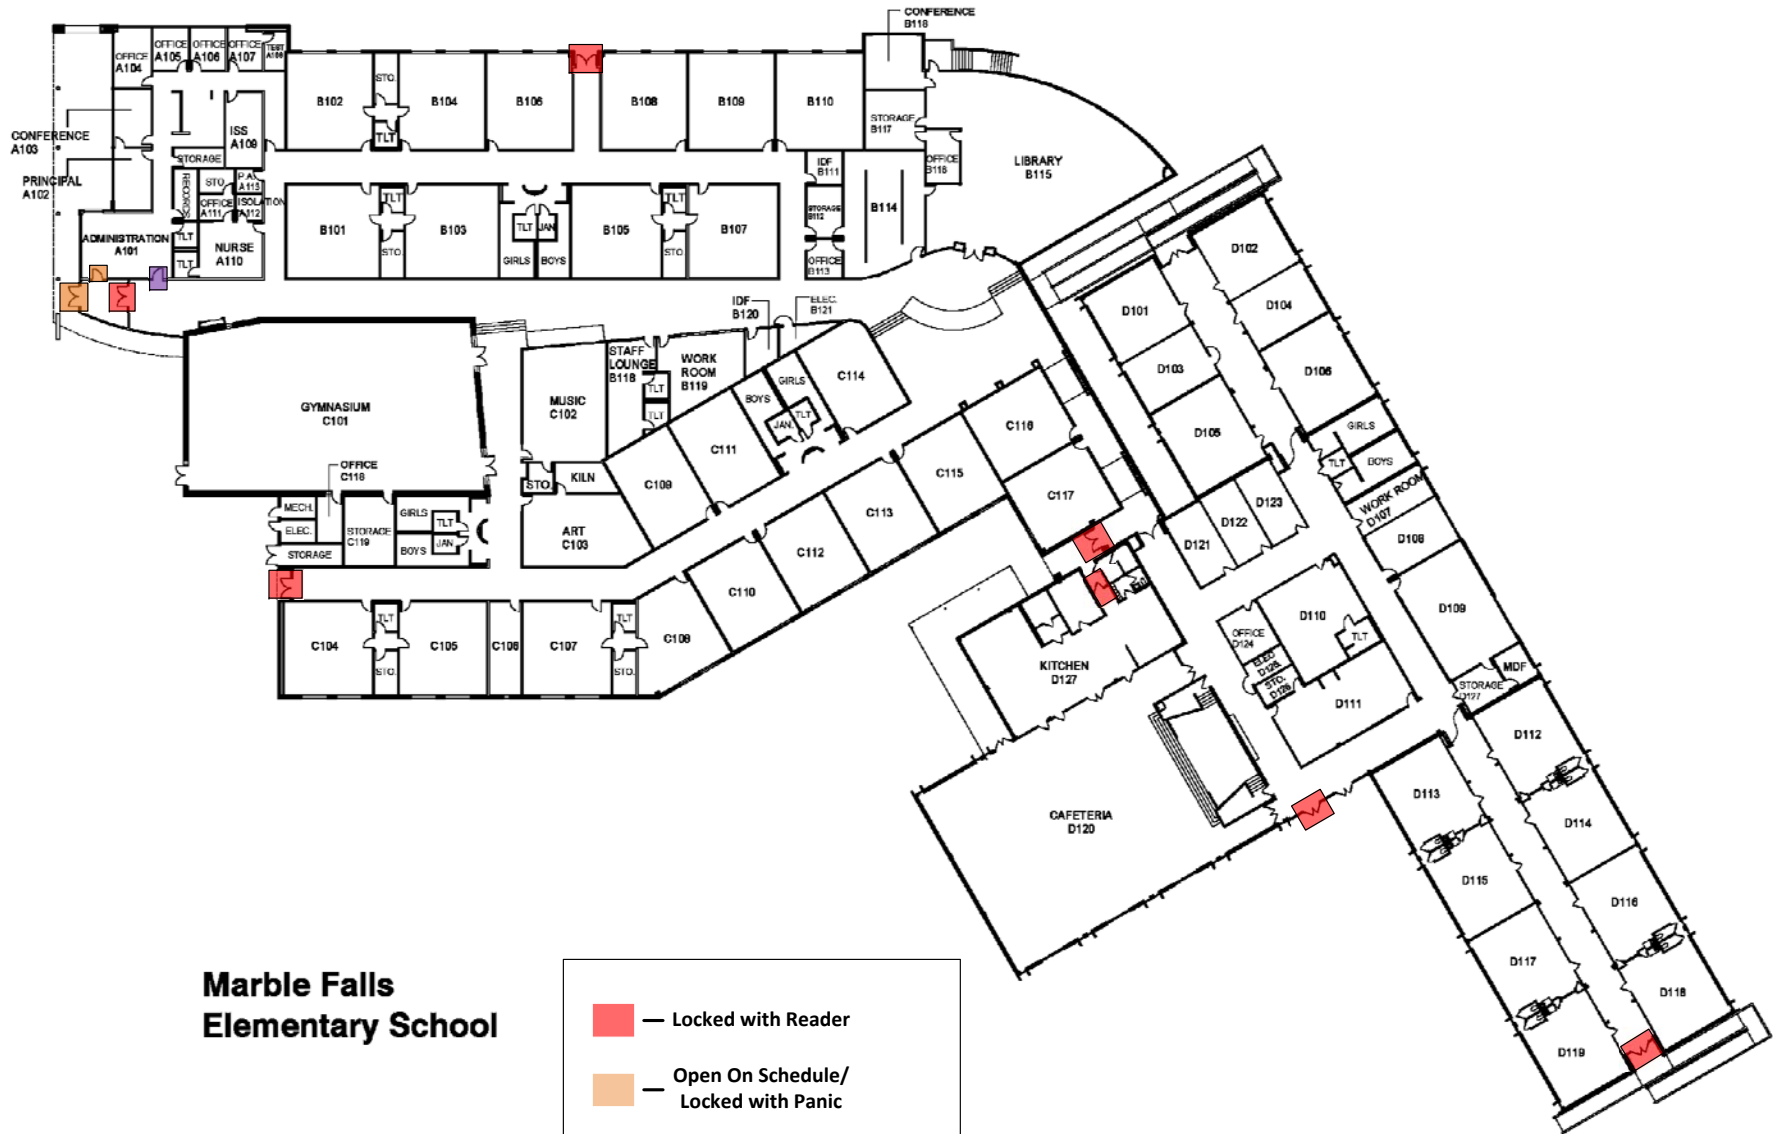 CONFERENCE
B118
OFFICE
A104
OFFICE
A105
OFFICE
A106
OFFICE
A107
TEST
A108
CONFERENCE
A103
PRINCIPAL
A102
ISS
A109
STORAGE
RECORDS
STO.
P.A.
A113
OFFICE
A111
ISOLATION
A112
ADMINISTRATION
A101
TLT
TLT
NURSE
A110
B102
STO.
TLT
B104
B106
B108
B109
B110
STORAGE
B117
OFFICE
B116
LIBRARY
B115
IDF
B111
STORAGE
B112
OFFICE
B113
B114
B101
TLT
STO.
B103
TLT
JAN
GIRLS
BOYS
B105
TLT
STO.
B107
IDF
B120
ELEC.
B121
STAFF
LOUNGE
B118
TLT
TLT
WORK
ROOM
B119
GYMNASIUM
C101
OFFICE
C118
MECH.
ELEC.
STORAGE
STORAGE
C119
GIRLS
BOYS
TLT
JAN
MUSIC
C102
STO.
KILN
ART
C103
C109
C111
BOYS
GIRLS
JAN.
TLT
C114
C116
C117
C115
C113
C112
C110
C108
C104
TLT
STO.
C105
C106
C107
TLT
STO.
D102
D104
D106
D101
D103
D105
GIRLS
BOYS
TLT
WORK ROOM
D107
D108
D109
D121
D122
D123
D110
TLT
OFFICE
D124
ELEC
STO.
D111
MDF
STORAGE
D127
KITCHEN
D127
CAFETERIA
D120
D112
D113
D114
D115
D116
D117
D118
D119
Marble Falls
Elementary School
Locked with Reader
Open On Schedule/
Locked with Panic